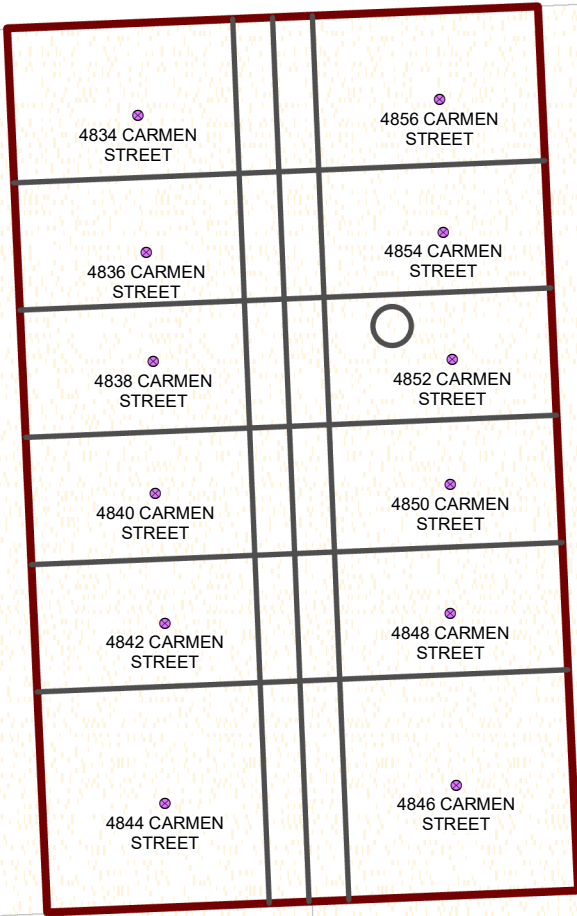 4834 CARMEN
STREET
4856 CARMEN
STREET
4836 CARMEN
STREET
4854 CARMEN
STREET
4838 CARMEN
STREET
4852 CARMEN
STREET
4840 CARMEN
STREET
4850 CARMEN
STREET
4842 CARMEN
STREET
4848 CARMEN
STREET
4844 CARMEN
STREET
4846 CARMEN
STREET